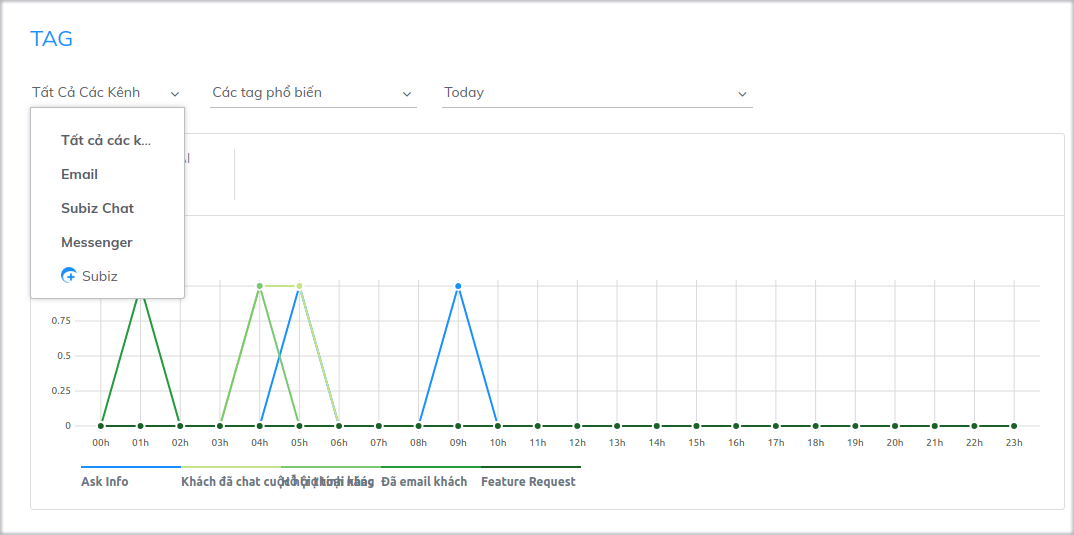 TAG
Tất Cả Các Kênh
Các tag phổ biến
Today
Tất cả các k...
Email
Subiz Chat
Messenger
Subiz
0.75
0.5
0.25
0
00h 01h 02h 03h 04h 05h 06h 07h 08h 09h 10h 11h 12h 13h 14h 15h 16h 17h 18h 19h 20h 21h 22h 23h
Ask Info
Khách đã chat cuộc
Đã email khách
Feature Request